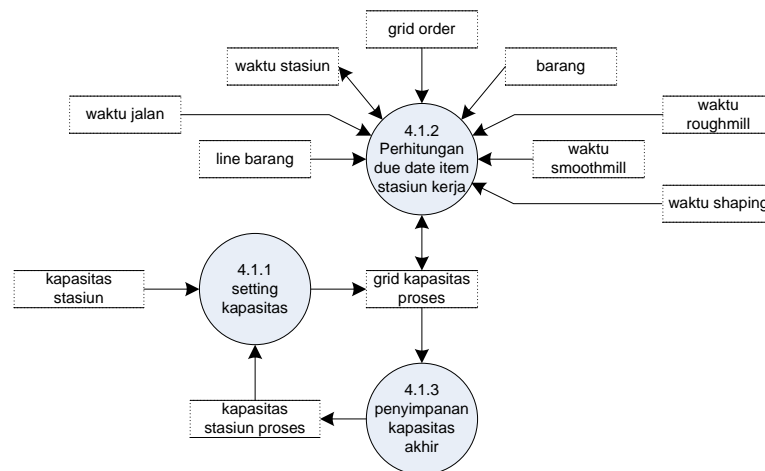 grid order
waktu stasiun
barang
waktu jalan
4.1.2
Perhitungan
due date item
stasiun kerja
waktu
roughmill
line barang
waktu
smoothmill
waktu shaping
4.1.1
setting
kapasitas
kapasitas
stasiun
grid kapasitas
proses
4.1.3
penyimpanan
kapasitas
akhir
kapasitas
stasiun proses